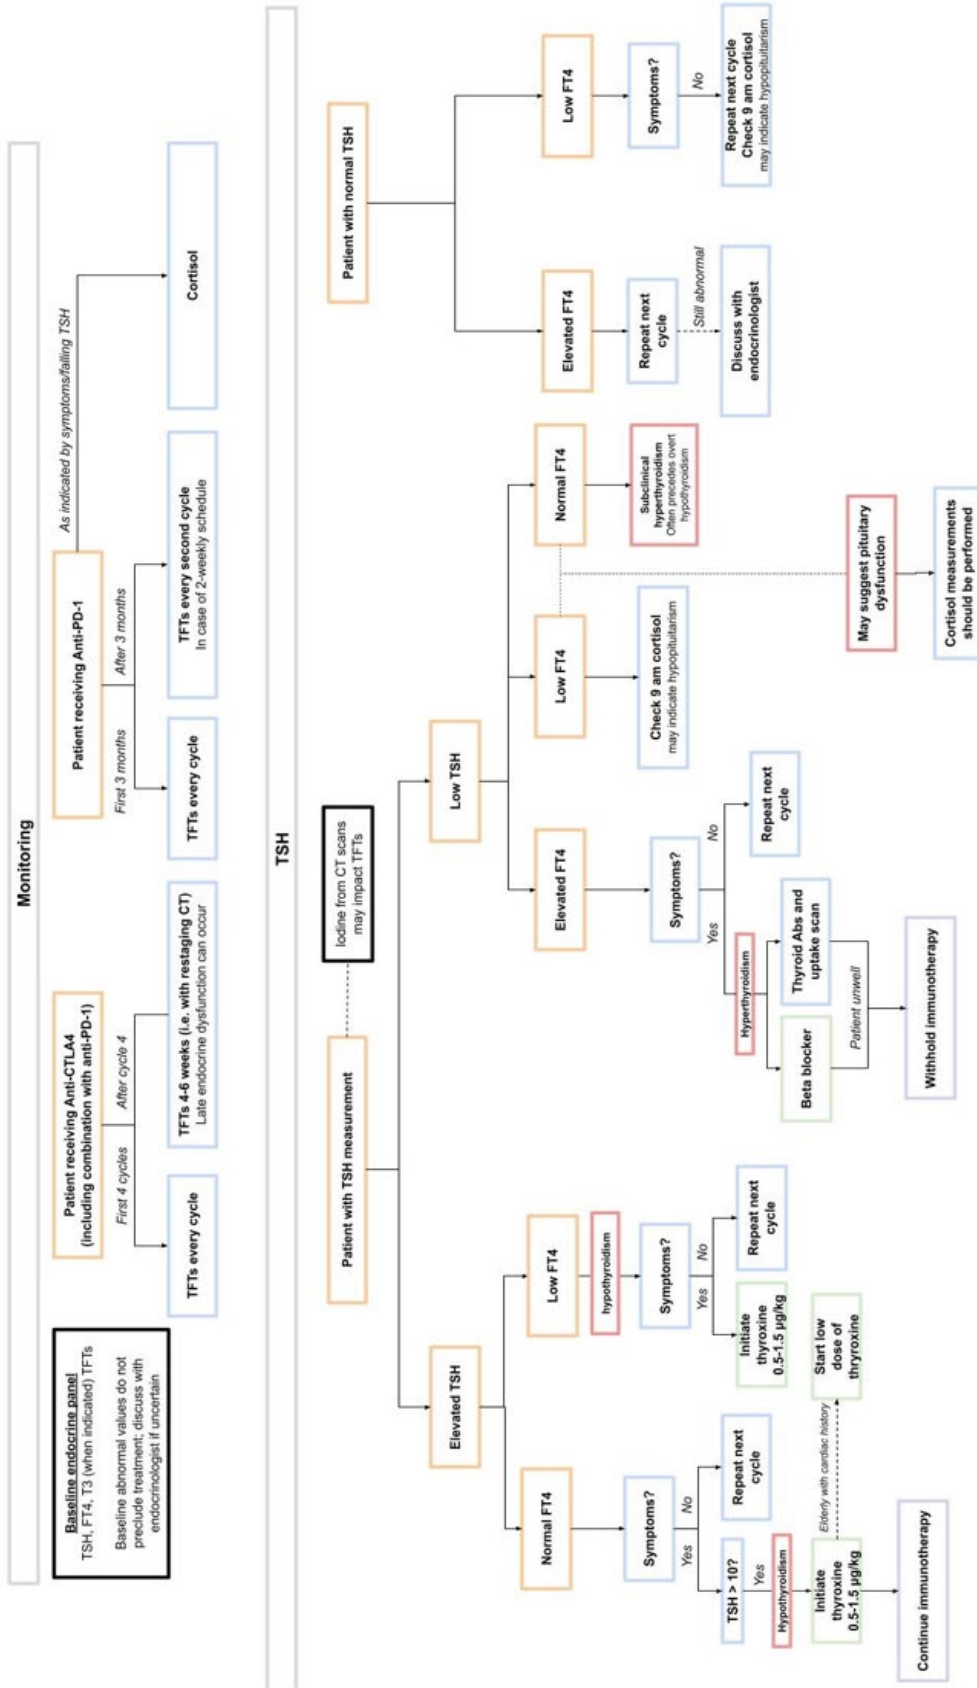 Monitoring
Baseline endocrine panel
TSH, FT4, T3 (when indicated) TFTs
Baseline abnormal values do not
preclude treatment; discuss with
endocrinologist if uncertain
Patient receiving Anti-CTLA4
(including combination with anti-PD-1)
First 4 cycles
After cycle 4
TFTs every cycle
TFTs 4-6 weeks (i.e. with restaging CT)
Late endocrine dysfunction can occur
Patient receiving Anti-PD-1
First 3 months
After 3 months
As indicated by symptoms/falling TSH
TFTs every cycle
TFTs every second cycle
In case of 2-weekly schedule
Cortisol
TSH
Patient with TSH measurement
Iodine from CT scans
may impact TFTs
Elevated TSH
Normal FT4
Symptoms?
Yes
No
TSH > 10?
Repeat next
cycle
Yes
Hypothyroidism
Initiate
thyroxine
0.5-1.5 µg/kg
Elderly with cardiac history
Start low
dose of
thryroxine
Continue immunotherapy
Low FT4
hypothyroidism
Symptoms?
Yes
No
Initiate
thyroxine
0.5-1.5 µg/kg
Repeat next
cycle
Low TSH
Elevated FT4
Symptoms?
Yes
No
Hyperthyroidism
Repeat next
cycle
Beta blocker
Thyroid Abs and
uptake scan
Patient unwell
Withhold immunotherapy
Low FT4
Check 9 am cortisol
may indicate hypopituitarism
Normal FT4
Subclinical
hyperthyroidism
Often precedes overt
hypothyroidism
May suggest pituitary
dysfunction
Cortisol measurements
should be performed
Patient with normal TSH
Elevated FT4
Repeat next
cycle
Still abnormal
Discuss with
endocrinologist
Low FT4
Symptoms?
No
Repeat next cycle
Check 9 am cortisol
may indicate hypopituitarism